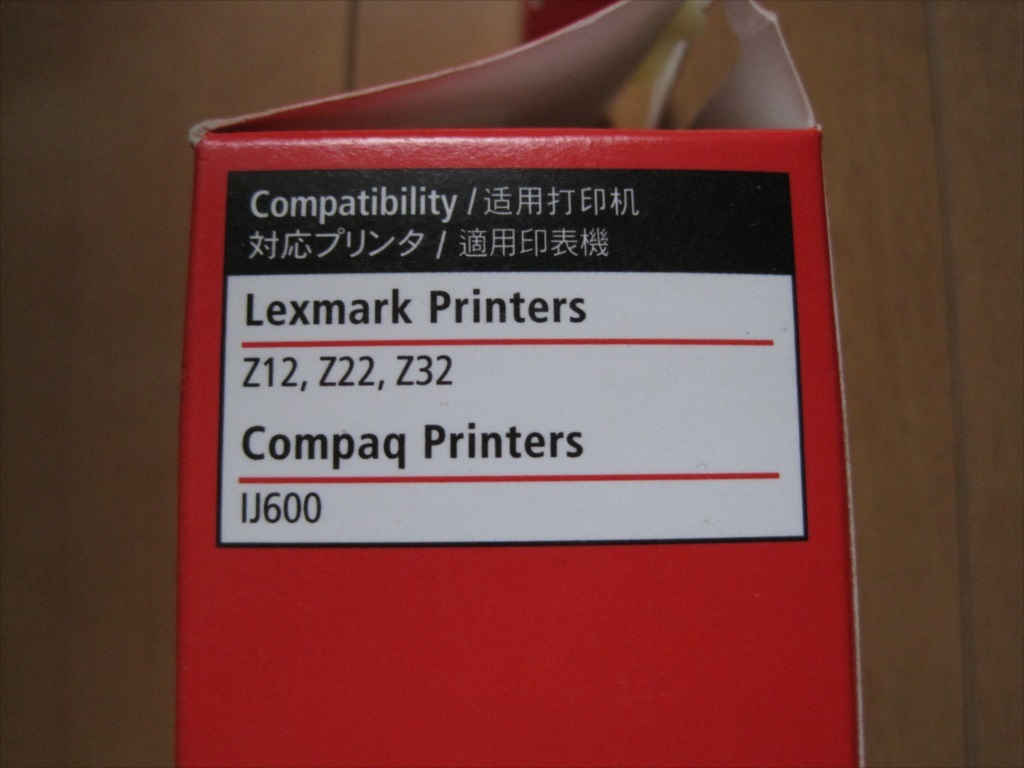 Compatibility / 适用打印机
対応プリンタ / 適用印表機
Lexmark Printers
Z12, Z22, Z32
Compaq Printers
IJ600